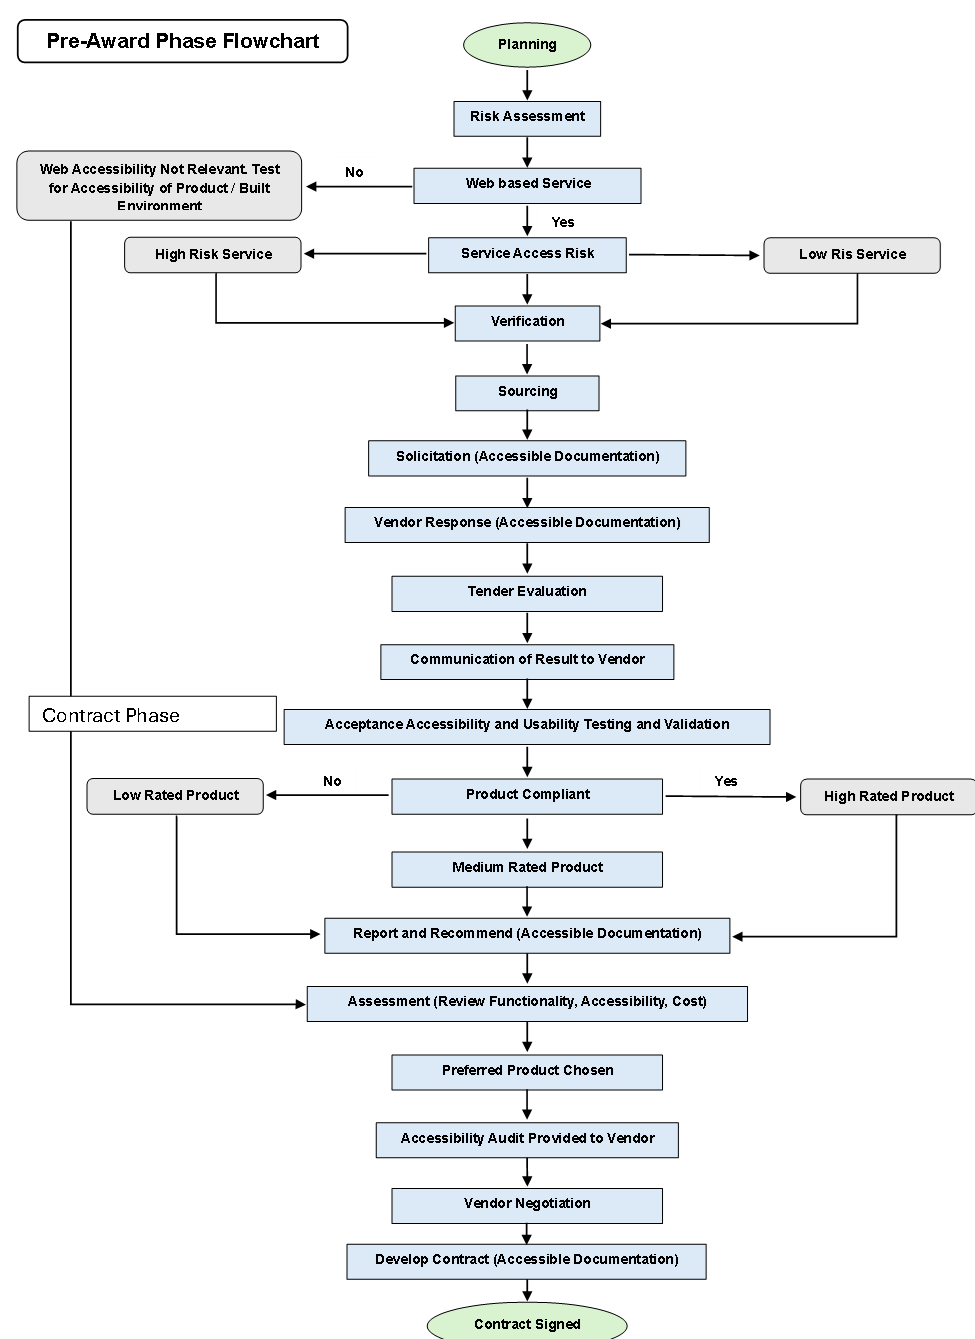 Pre-Award Phase Flowchart
Planning
Risk Assessment
Web Accessibility Not Relevant. Test
for Accessibility of Product / Built
Environment
No
Web based Service
Yes
High Risk Service
Service Access Risk
Low Ris Service
Verification
Sourcing
Solicitation (Accessible Documentation)
Vendor Response (Accessible Documentation)
Tender Evaluation
Communication of Result to Vendor
Contract Phase
Acceptance Accessibility and Usability Testing and Validation
No
Yes
Low Rated Product
Product Compliant
High Rated Product
Medium Rated Product
Report and Recommend (Accessible Documentation)
Assessment (Review Functionality, Accessibility, Cost)
Preferred Product Chosen
Accessibility Audit Provided to Vendor
Vendor Negotiation
Develop Contract (Accessible Documentation)
Contract Signed